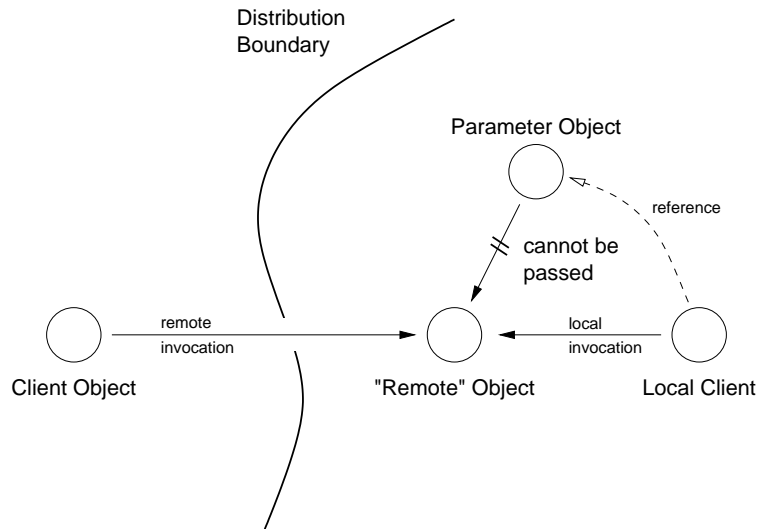 Distribution
Boundary
Parameter Object
reference
cannot be
passed
remote
invocation
local
invocation
Client Object
"Remote" Object
Local Client